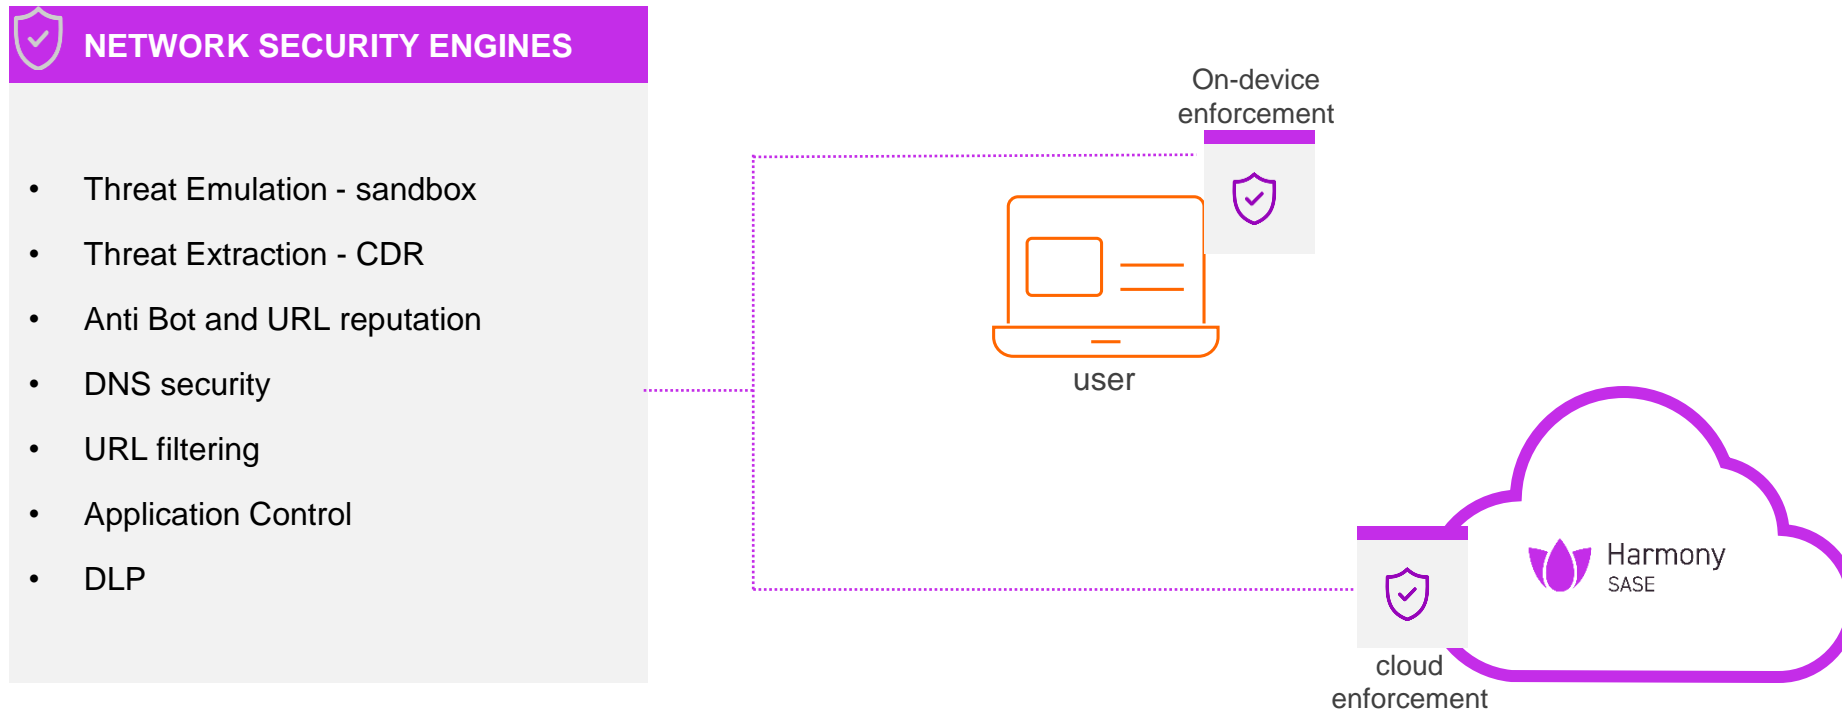 NETWORK SECURITY ENGINES
• Threat Emulation - sandbox
• Threat Extraction - CDR
• Anti Bot and URL reputation
• DNS security
• URL filtering
• Application Control
• DLP
On-device
enforcement
user
Harmony
SASE
cloud
enforcement